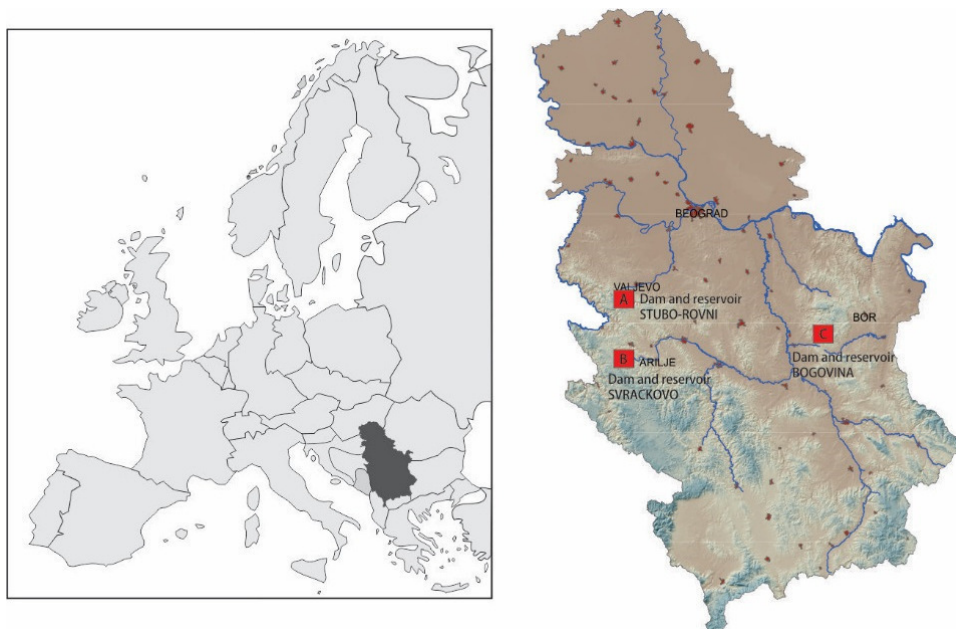 BEOGRAD
VALJEVO
A
Dam and reservoir
STUBO-ROVNI
BOR
C
Dam and reservoir
BOGOVINA
B
ARILJE
Dam and reservoir
SVRACKOVO